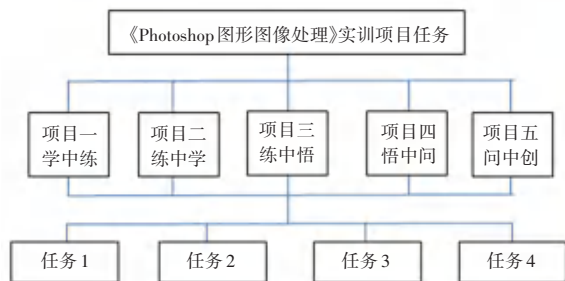 《Photoshop图形图像处理》实训项目任务
项目一
学中练
项目二
练中学
项目三
练中悟
项目四
悟中问
项目五
问中创
任务1
任务2
任务3
任务4